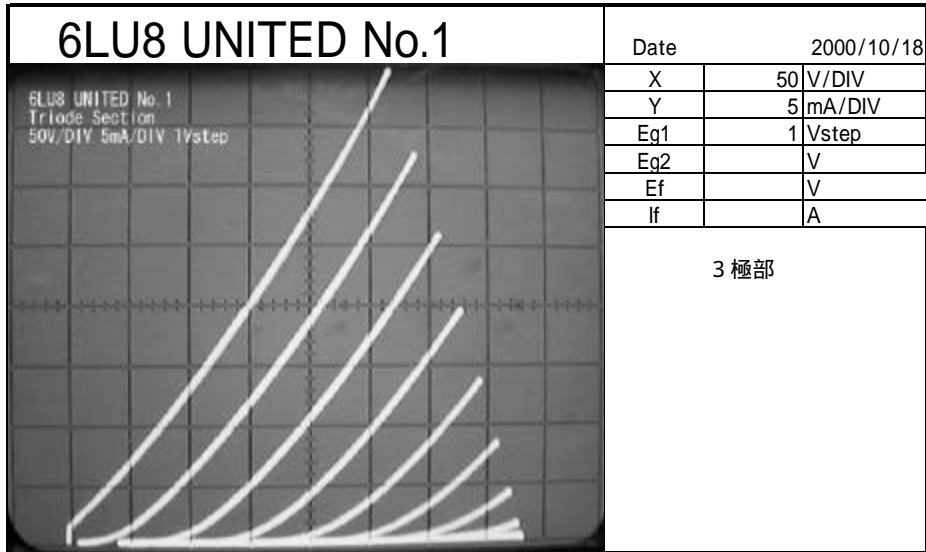 6LU8 UNITED No.1
Date 2000/10/18
X 50 V/DIV
Y 5 mA/DIV
Eg1 1 Vstep
Eg2 V
Ef V
If A
3極部
6LU8 UNITED No.1
Triode Section
50V/DIV 5mA/DIV 1Vstep